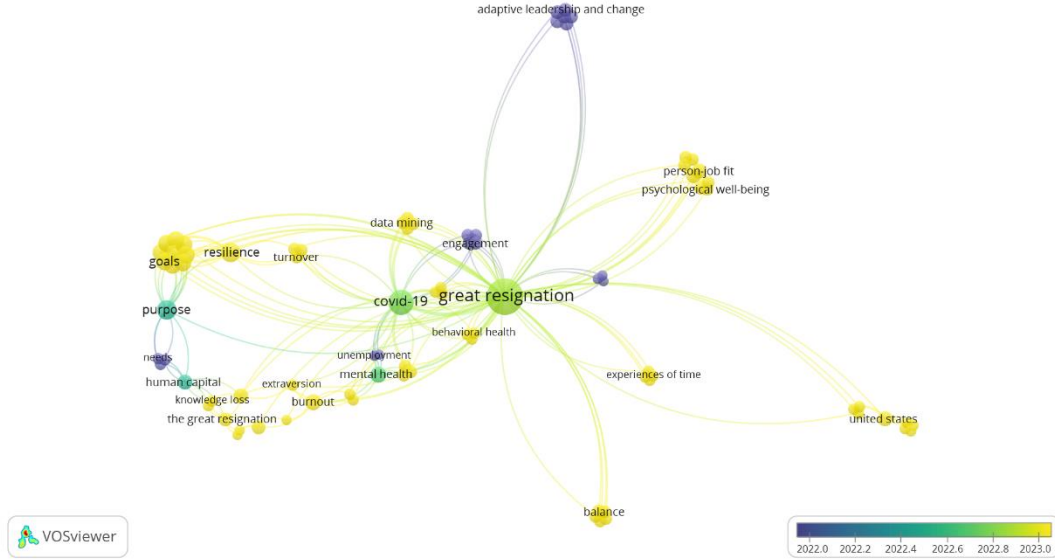 adaptive leadership and change
person-job fit
psychological well-being
data mining
engagement
goals
resilience
turnover
covid-19
great resignation
purpose
behavioral health
unemployment
needs
mental health
experiences of time
human capital
extraversion
knowledge loss
burnout
the great resignation
united states
balance
VOSviewer
2022.0 2022.2 2022.4 2022.6 2022.8 2023.0